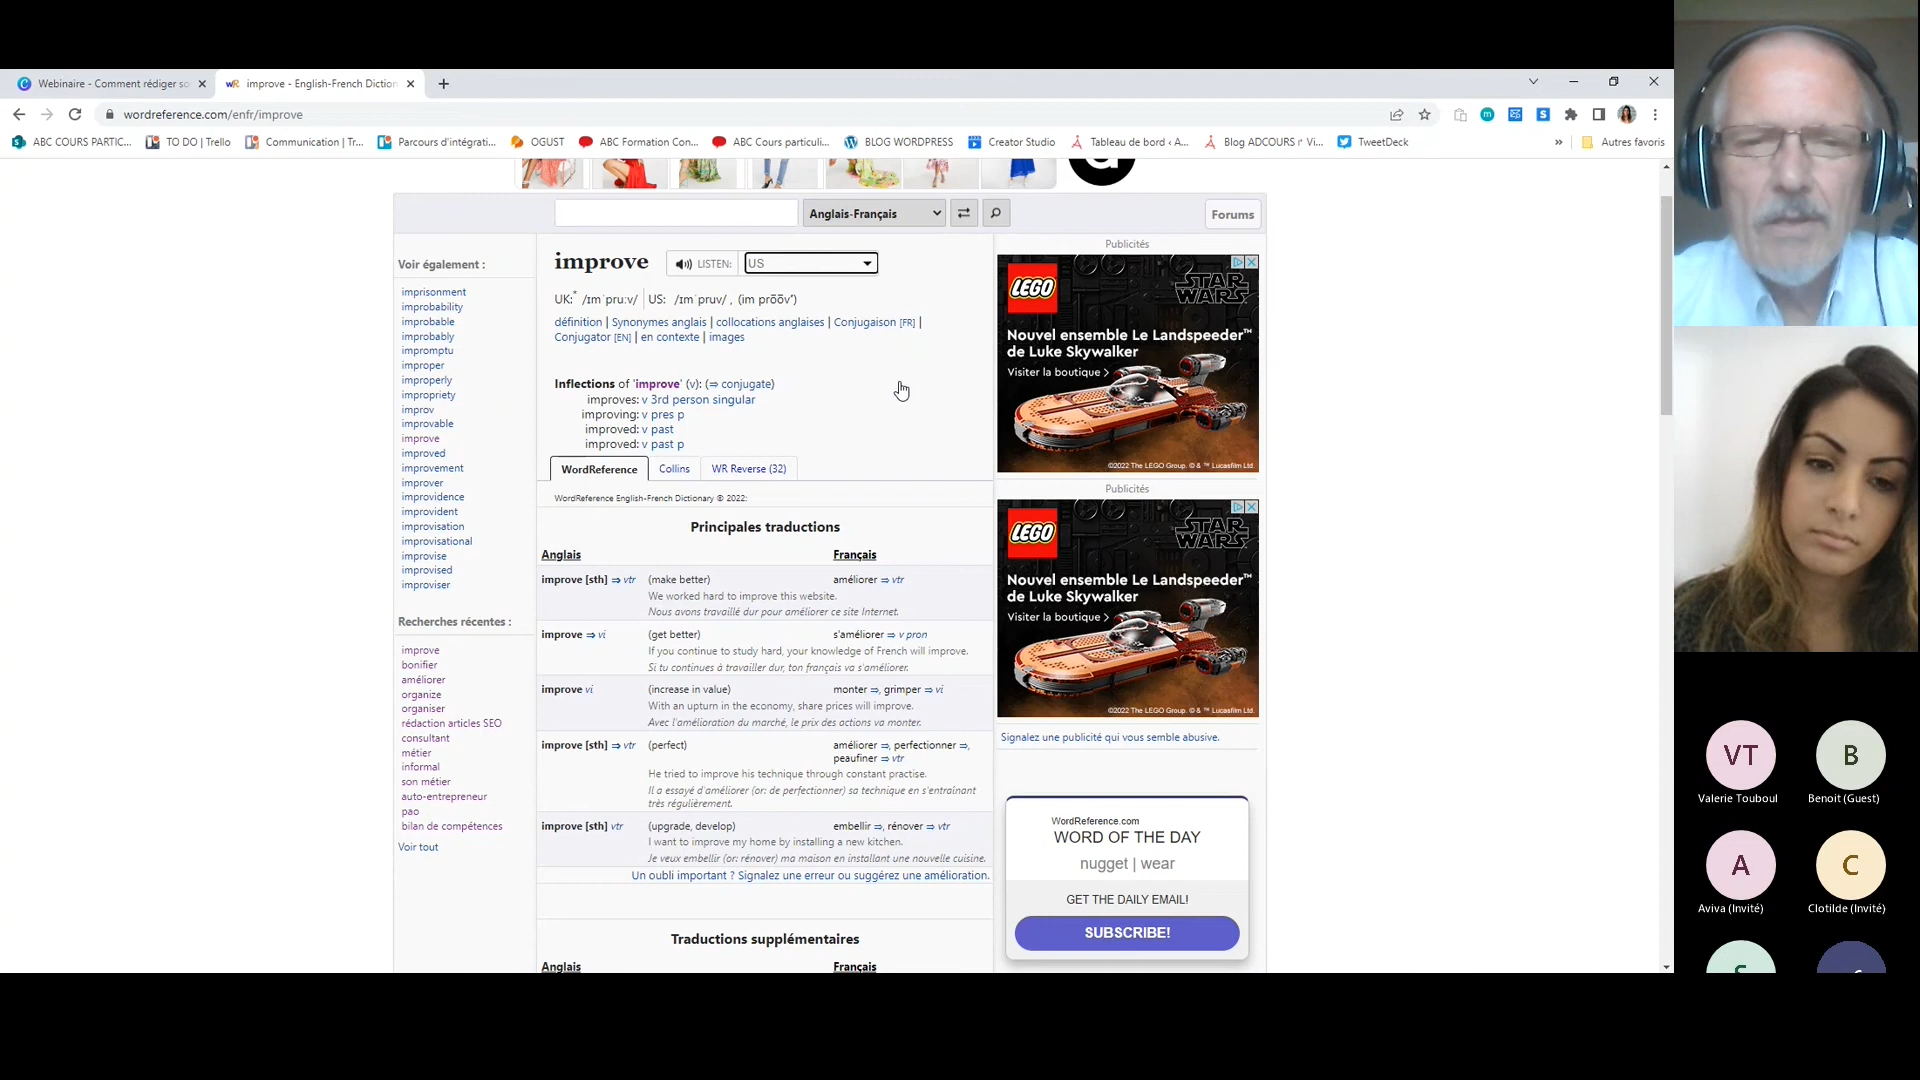 Webinaire - Comment rédiger so
improve - English-French Diction
wordreference.com/enfr/improve
ABC COURS PARTIC...
TO DO | Trello
Communication | Tr...
Parcours d'intégrati...
OGUST
ABC Formation Con...
ABC Cours particuli...
BLOG WORDPRESS
Creator Studio
Tableau de bord ‹ A...
Blog ADCOURS r' Vi...
TweetDeck
»
Autres favoris
Anglais-Français
Forums
Voir également :
imprisonment
improbability
improbable
improbably
impromptu
improper
improperly
impropriety
improv
improvable
improve
improved
improvement
improver
improvidence
improvident
improvisation
improvisational
improvise
improvised
improviser
Recherches récentes :
improve
bonifier
améliorer
organize
organiser
rédaction articles SEO
consultant
métier
informal
son métier
auto-entrepreneur
pao
bilan de compétences
Voir tout
improve
LISTEN:
US
UK:* /ɪmˈpruːv/ US: /ɪmˈpruv/ , (im pro͞ov′)
définition | Synonymes anglais | collocations anglaises | Conjugaison [FR] |
Conjugator [EN] | en contexte | images
Inflections of 'improve' (v): (⇒ conjugate)
improves: v 3rd person singular
improving: v pres p
improved: v past
improved: v past p
WordReference
Collins
WR Reverse (32)
WordReference English-French Dictionary © 2022:
Principales traductions
Anglais Français
improve [sth] ⇒ vtr (make better) améliorer ⇒ vtr
We worked hard to improve this website.
Nous avons travaillé dur pour améliorer ce site Internet.
improve ⇒ vi (get better) s'améliorer ⇒ v pron
If you continue to study hard, your knowledge of French will improve.
Si tu continues à travailler dur, ton français va s'améliorer.
improve vi (increase in value) monter ⇒, grimper ⇒ vi
With an upturn in the economy, share prices will improve.
Avec l'amélioration du marché, le prix des actions va monter.
improve [sth] ⇒ vtr (perfect) améliorer ⇒, perfectionner ⇒,
peaufiner ⇒ vtr
He tried to improve his technique through constant practise.
Il a essayé d'améliorer (or: de perfectionner) sa technique en s'entraînant
très régulièrement.
improve [sth] vtr (upgrade, develop) embellir ⇒, rénover ⇒ vtr
I want to improve my home by installing a new kitchen.
Je veux embellir (or: rénover) ma maison en installant une nouvelle cuisine.
Un oubli important ? Signalez une erreur ou suggérez une amélioration.
Traductions supplémentaires
Anglais Français
Publicités
LEGO
STAR WARS
Nouvel ensemble Le Landspeeder™
de Luke Skywalker
Visiter la boutique >
©2022 The LEGO Group. © & ™ Lucasfilm Ltd.
Publicités
LEGO
STAR WARS
Nouvel ensemble Le Landspeeder™
de Luke Skywalker
Visiter la boutique >
©2022 The LEGO Group. © & ™ Lucasfilm Ltd.
Signalez une publicité qui vous semble abusive.
WordReference.com
WORD OF THE DAY
nugget | wear
GET THE DAILY EMAIL!
SUBSCRIBE!
VT
Valerie Touboul
B
Benoit (Guest)
A
Aviva (Invité)
C
Clotilde (Invité)